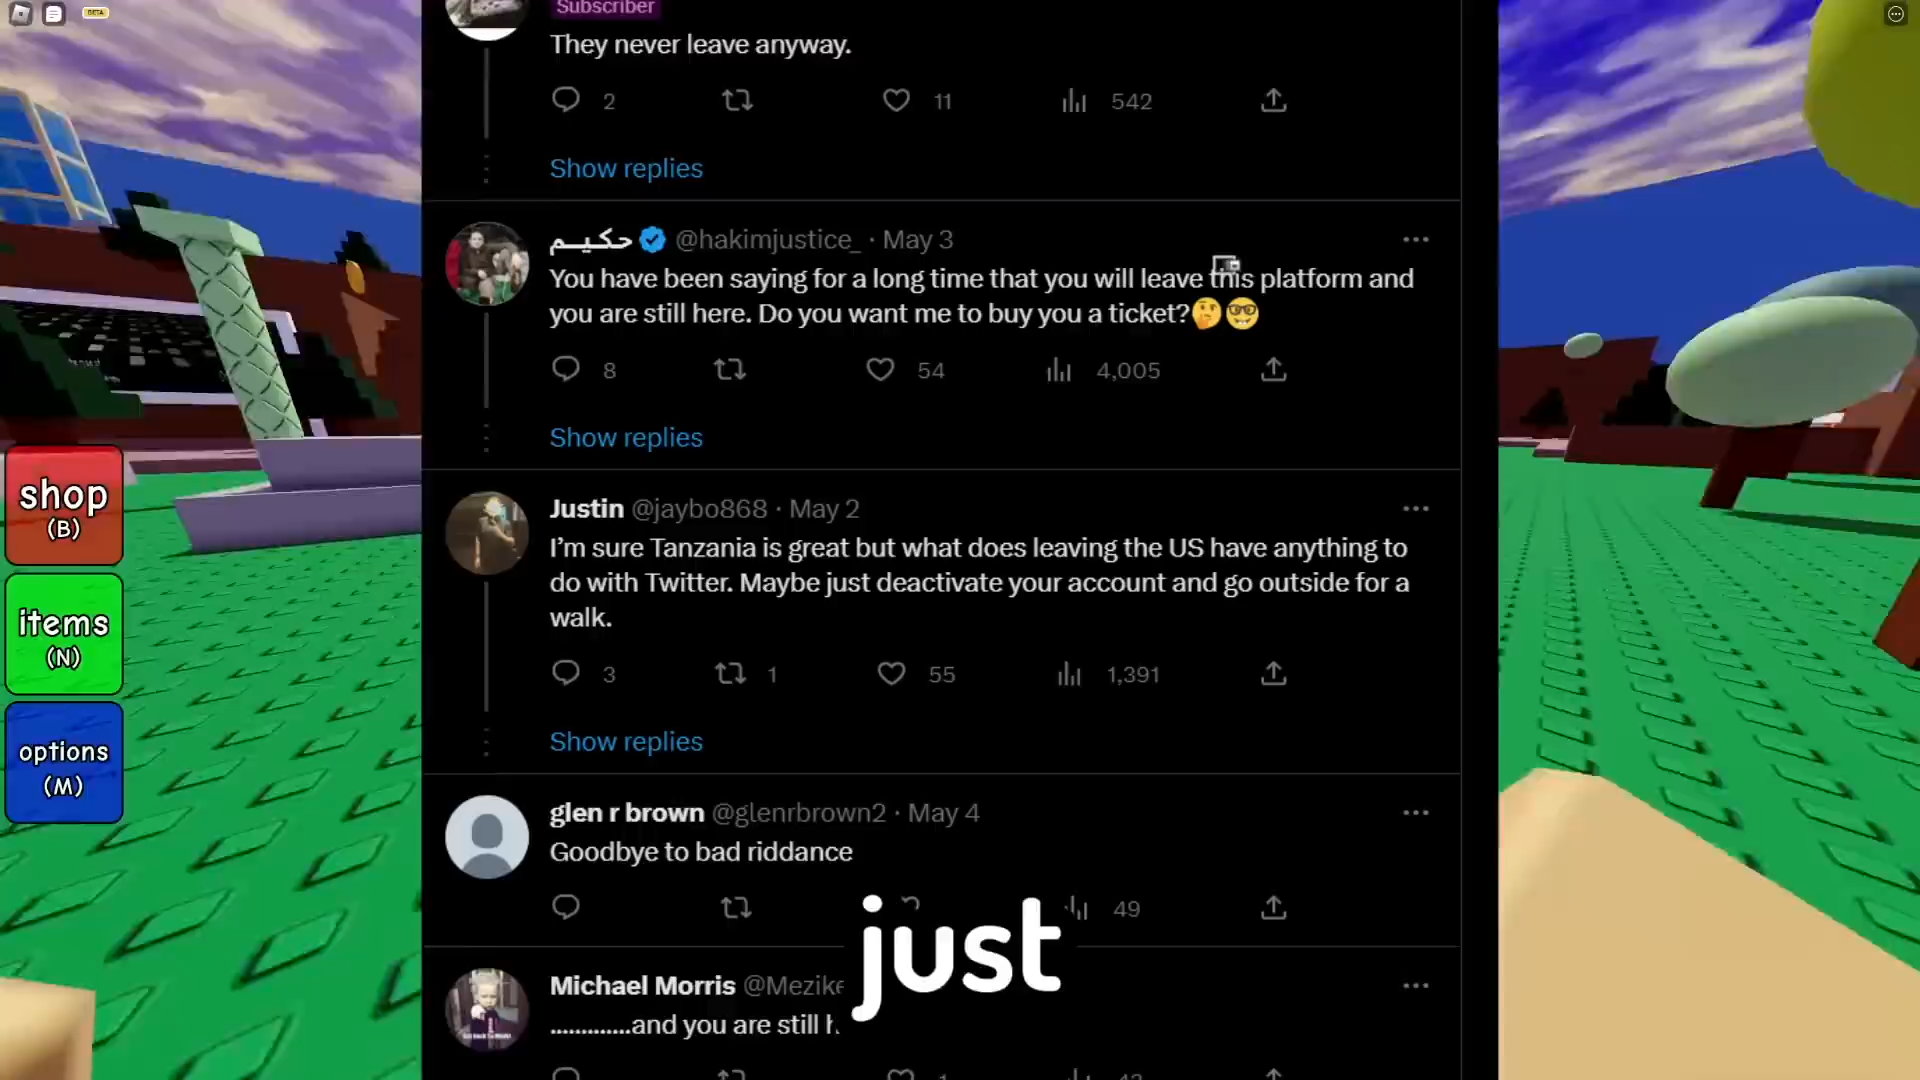 BETA
Subscriber
They never leave anyway.
2 11 542
Show replies
حكيم @hakimjustice_ · May 3
You have been saying for a long time that you will leave this platform and
you are still here. Do you want me to buy you a ticket?🤔🤓
8 54 4,005
Show replies
Justin @jaybo868 · May 2
I’m sure Tanzania is great but what does leaving the US have anything to
do with Twitter. Maybe just deactivate your account and go outside for a
walk.
3 1 55 1,391
Show replies
glen r brown @glenrbrown2 · May 4
Goodbye to bad riddance
49
Michael Morris
.............and you are still
just
shop
(B)
items
(N)
options
(M)